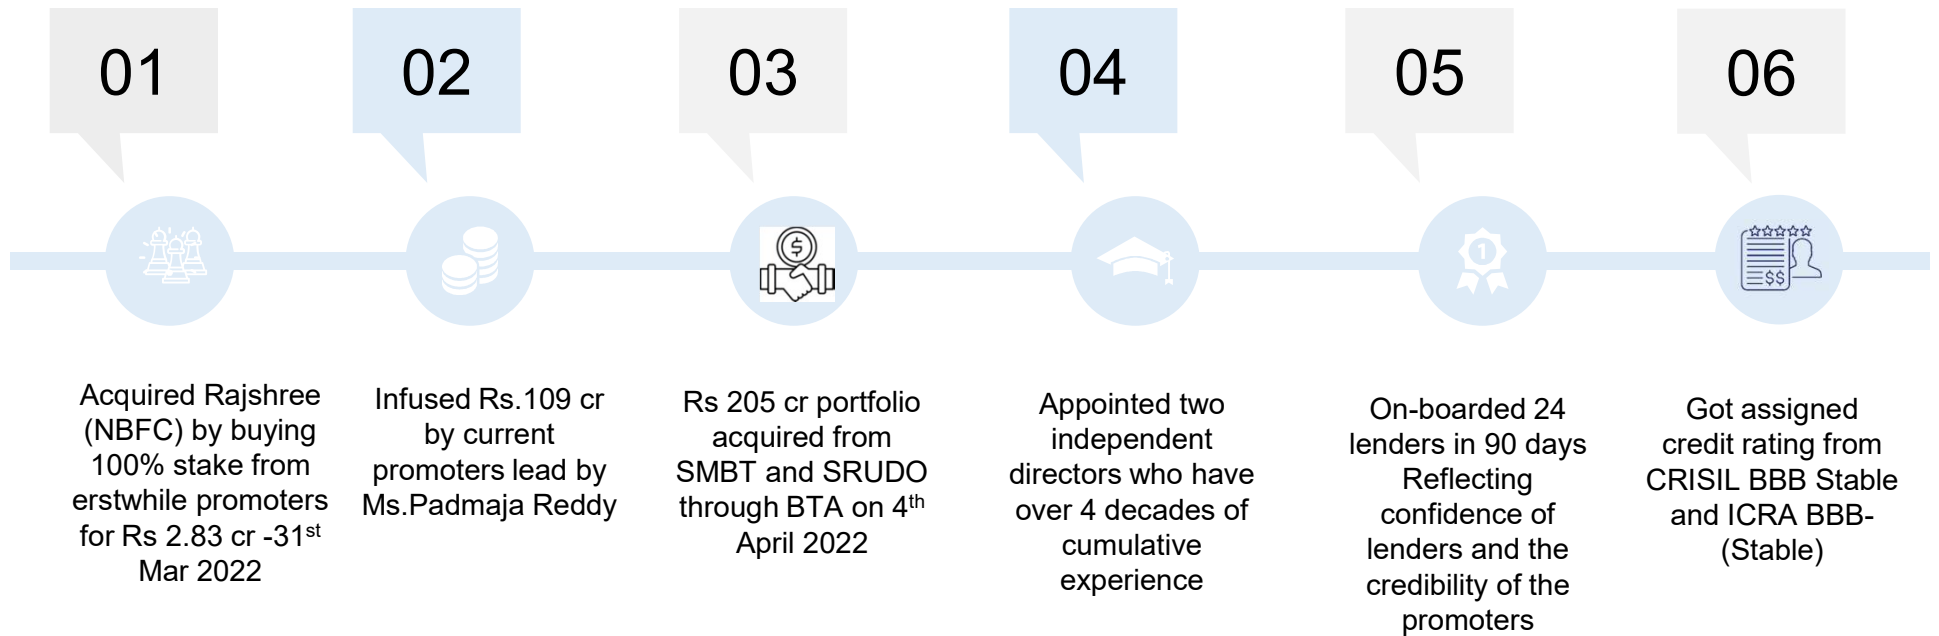 01
Acquired Rajshree
(NBFC) by buying
100% stake from
erstwhile promoters
for Rs 2.83 cr -31st
Mar 2022
02
Infused Rs.109 cr
by current
promoters lead by
Ms.Padmaja Reddy
03
$
Rs 205 cr portfolio
acquired from
SMBT and SRUDO
through BTA on 4th
April 2022
04
Appointed two
independent
directors who have
over 4 decades of
cumulative
experience
05
1
On-boarded 24
lenders in 90 days
Reflecting
confidence of
lenders and the
credibility of the
promoters
06
$$
Got assigned
credit rating from
CRISIL BBB Stable
and ICRA BBB-
(Stable)